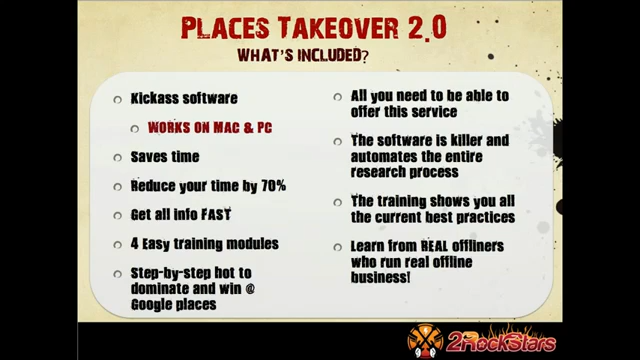 PLACES TAKEOVER 2.0
WHAT'S INCLUDED?
Kickass software
WORKS ON MAC & PC
Saves time
Reduce your time by 70%
Get all info FAST
4 Easy training modules
Step-by-step hot to
dominate and win @
Google places
All you need to be able to
offer this service
The software is killer and
automates the entire
research process
The training shows you all
the current best practices
Learn from REAL offliners
who run real offline
business!
2RockStars